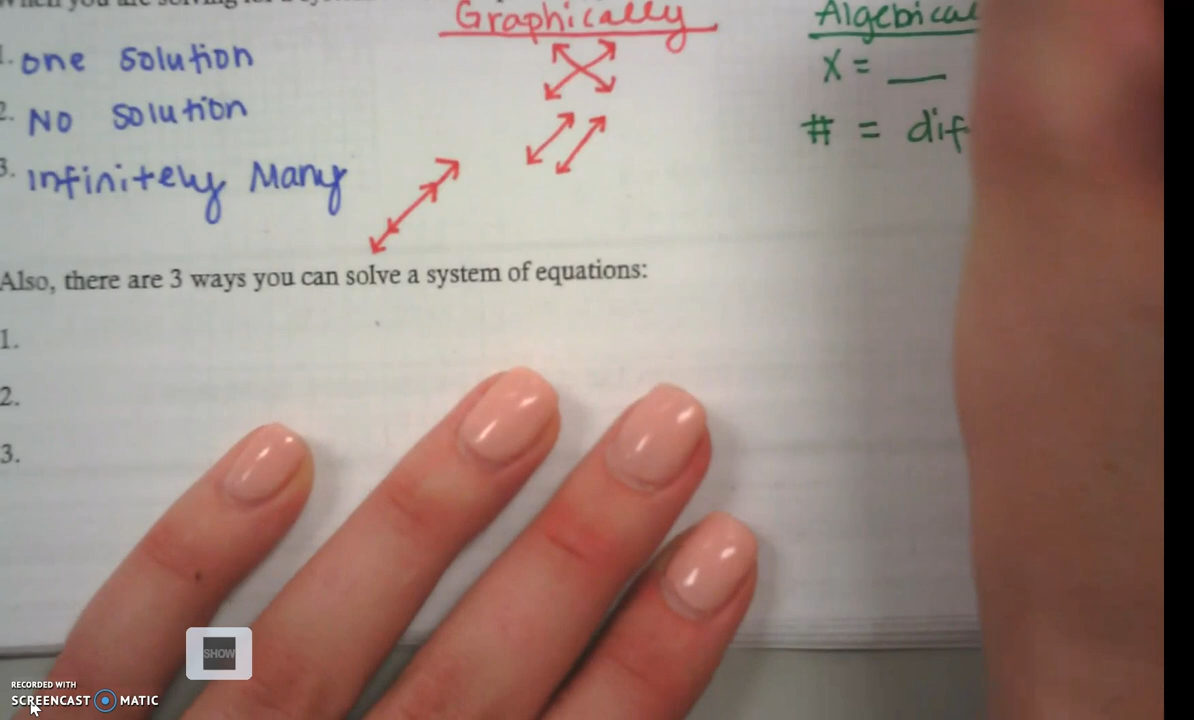 Graphically Algebrical
1. one solution X = __
2. No solution # = dif
3. Infinitely Many
Also, there are 3 ways you can solve a system of equations:
1.
2.
3.
SHOW
RECORDED WITH
SCREENCAST MATIC